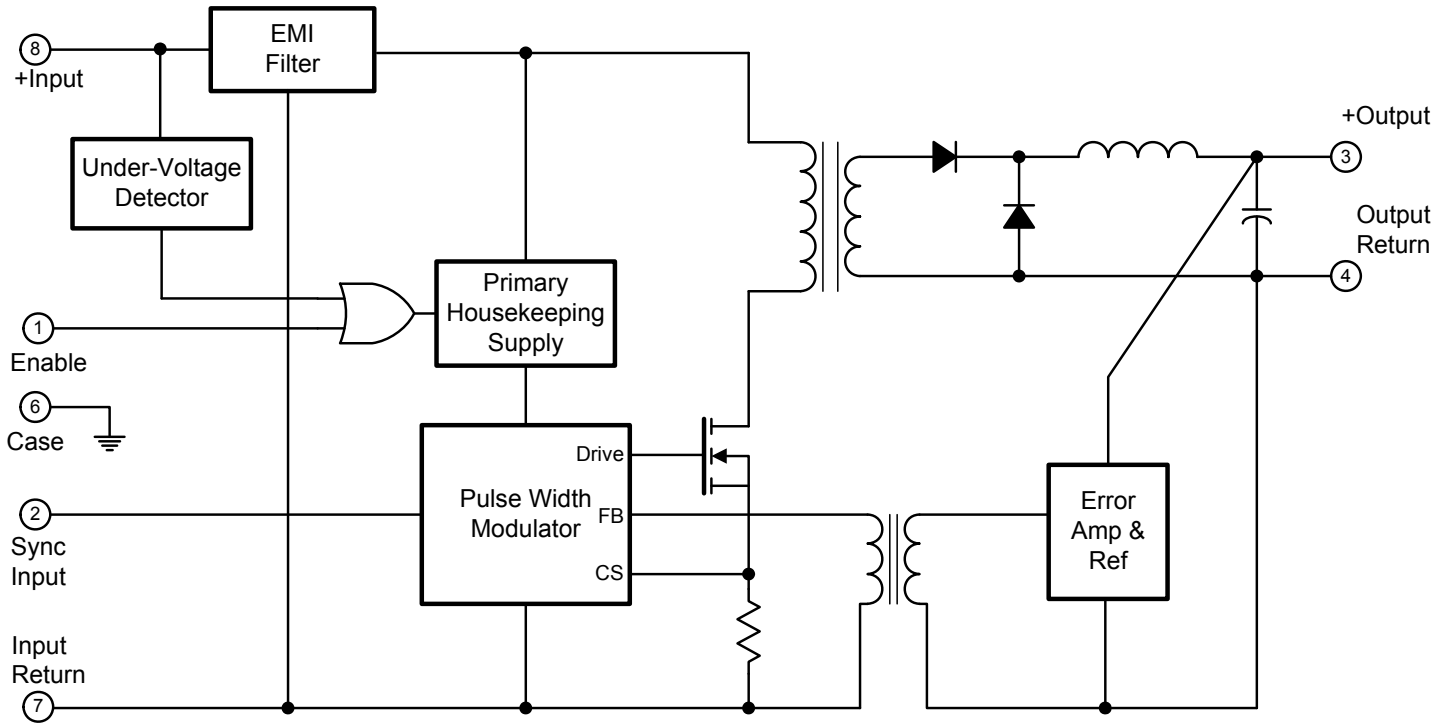 8
+Input
EMI
Filter
Under-Voltage
Detector
+Output
3
Output
Return
4
Primary
Housekeeping
Supply
1
Enable
6
Case
Drive
Pulse Width
Modulator
FB
CS
2
Sync
Input
Error
Amp &
Ref
Input
Return
7